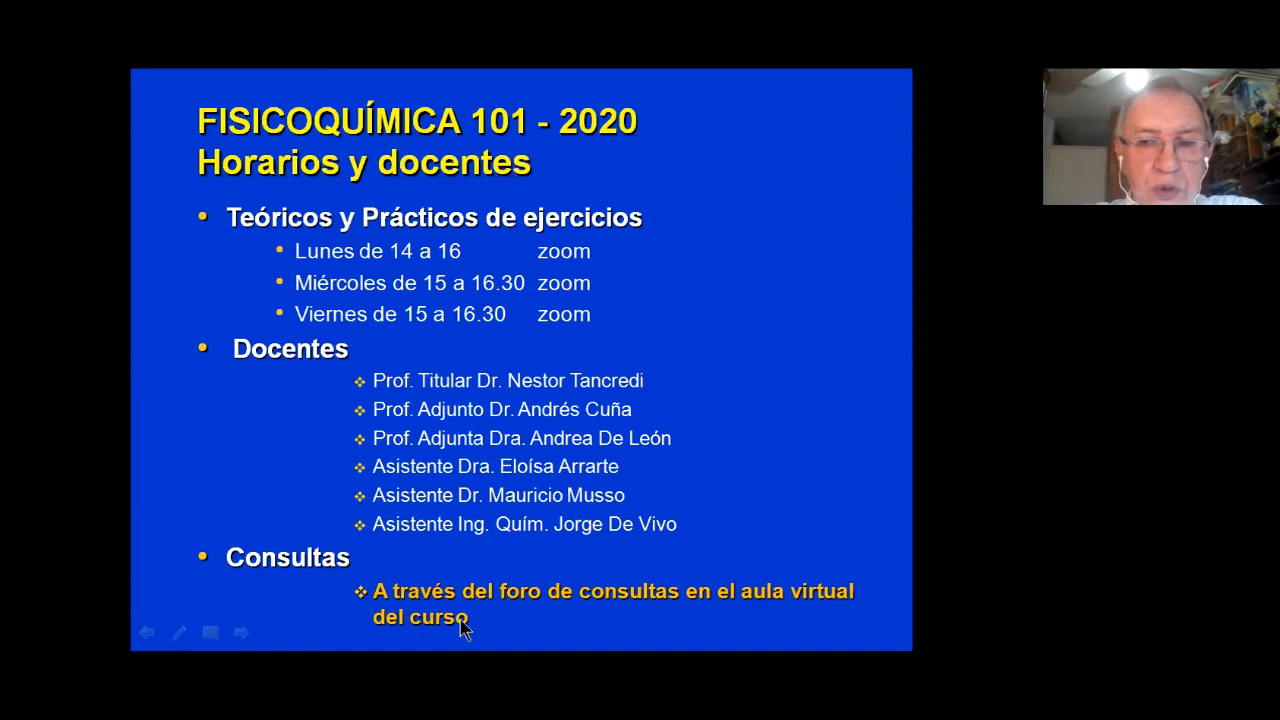 FISICOQUÍMICA 101 - 2020
Horarios y docentes
• Teóricos y Prácticos de ejercicios
• Lunes de 14 a 16 zoom
• Miércoles de 15 a 16.30 zoom
• Viernes de 15 a 16.30 zoom
• Docentes
❖ Prof. Titular Dr. Nestor Tancredi
❖ Prof. Adjunto Dr. Andrés Cuña
❖ Prof. Adjunta Dra. Andrea De León
❖ Asistente Dra. Eloísa Arrarte
❖ Asistente Dr. Mauricio Musso
❖ Asistente Ing. Quím. Jorge De Vivo
• Consultas
❖ A través del foro de consultas en el aula virtual
del curso